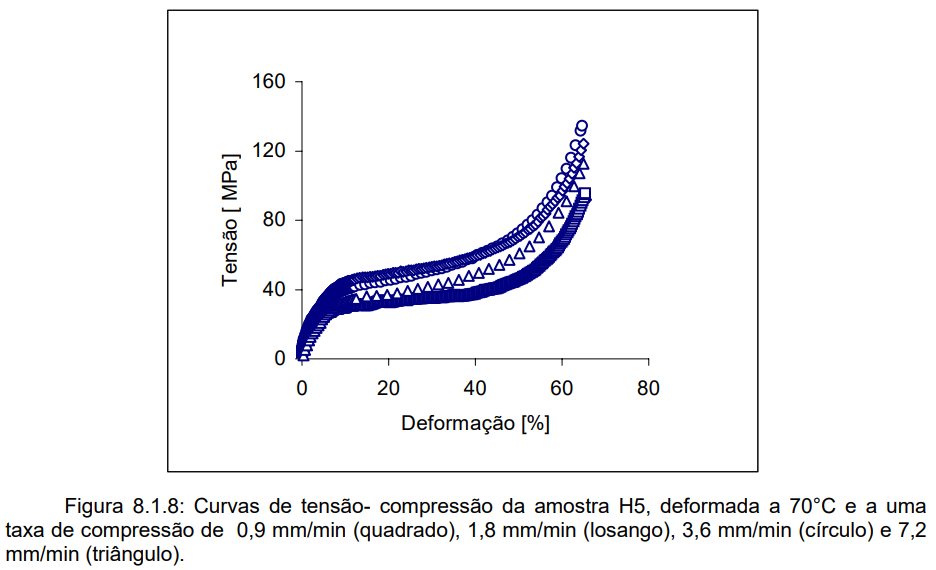 160
120
80
40
0
Tensão [ MPa]
0 20 40 60 80
Deformação [%]
Figura 8.1.8: Curvas de tensão- compressão da amostra H5, deformada a 70°C e a uma
taxa de compressão de 0,9 mm/min (quadrado), 1,8 mm/min (losango), 3,6 mm/min (círculo) e 7,2
mm/min (triângulo).